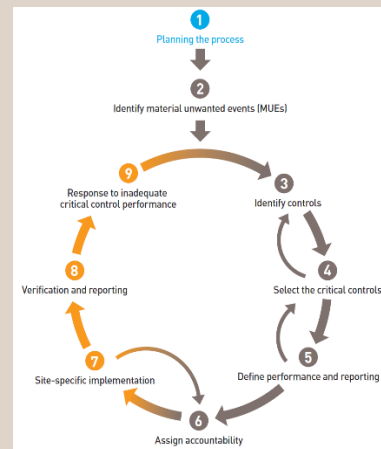 1
Planning the process
2
Identify material unwanted events (MUEs)
9
Response to inadequate
critical control performance
3
Identify controls
4
Select the critical controls
8
Verification and reporting
5
Define performance and reporting
7
Site-specific implementation
6
Assign accountability